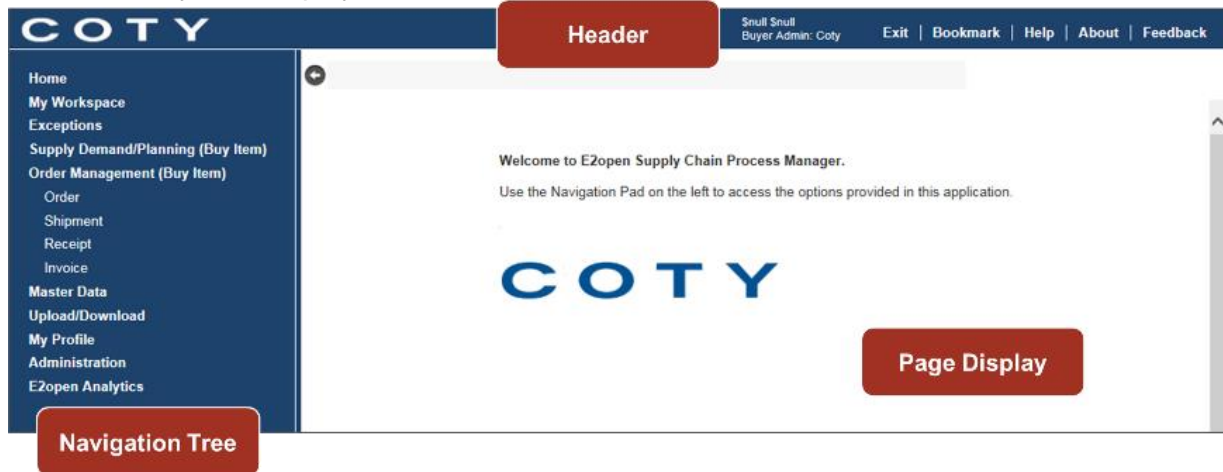 COTY
Header
$null $null
Buyer Admin: Coty
Exit | Bookmark | Help | About | Feedback
Home
My Workspace
Exceptions
Supply Demand/Planning (Buy Item)
Order Management (Buy Item)
Order
Shipment
Receipt
Invoice
Master Data
Upload/Download
My Profile
Administration
E2open Analytics
Navigation Tree
Welcome to E2open Supply Chain Process Manager.
Use the Navigation Pad on the left to access the options provided in this application.
COTY
Page Display